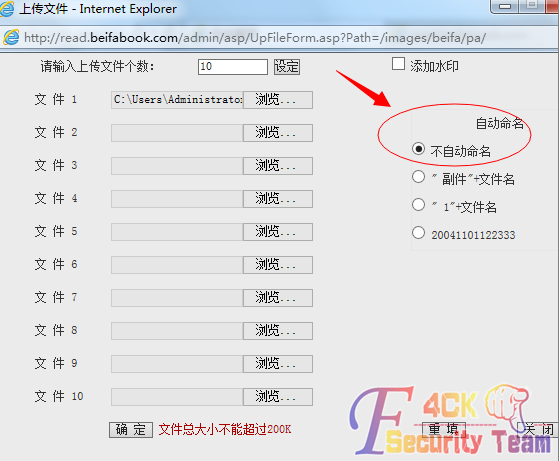 上传文件 - Internet Explorer
http://read.beifabook.com/admin/asp/UpFileForm.asp?Path=/images/beifa/pa/
请输入上传文件个数： 10 设定
添加水印
文 件 1 C:\Users\Administrator 浏览...
自动命名
文 件 2 浏览...
不自动命名
文 件 3 浏览...
" 副件"+文件名
文 件 4 浏览...
" 1"+文件名
文 件 5 浏览...
20041101122333
文 件 6 浏览...
文 件 7 浏览...
文 件 8 浏览...
文 件 9 浏览...
文 件 10 浏览...
确 定 文件总大小不能超过200K 重 填 关 闭
F4CK
Security Team